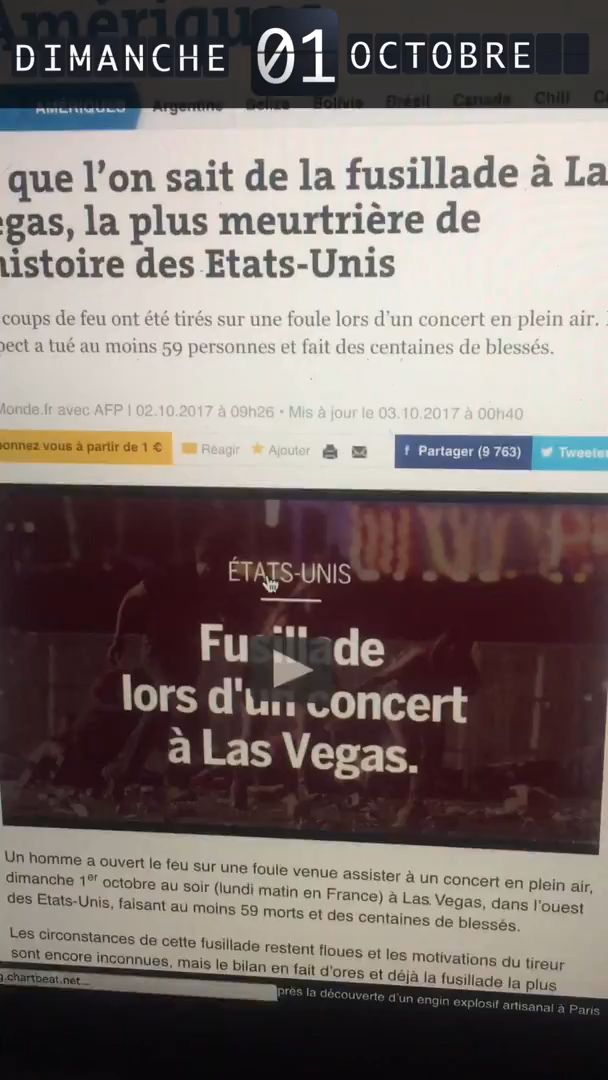 Amériques
DIMANCHE 01 OCTOBRE
AMÉRIQUES Argentine Belize Bolivie Brésil Canada Chili
que l'on sait de la fusillade à La
egas, la plus meurtrière de
histoire des Etats-Unis
coups de feu ont été tirés sur une foule lors d'un concert en plein air.
pect a tué au moins 59 personnes et fait des centaines de blessés.
Monde.fr avec AFP | 02.10.2017 à 09h26 • Mis à jour le 03.10.2017 à 00h40
onnez vous à partir de 1 € Réagir Ajouter Partager (9 763) Tweete
ÉTATS-UNIS
Fusillade
lors d'un concert
à Las Vegas.
Un homme a ouvert le feu sur une foule venue assister à un concert en plein air,
dimanche 1er octobre au soir (lundi matin en France) à Las Vegas, dans l'ouest
des Etats-Unis, faisant au moins 59 morts et des centaines de blessés.
Les circonstances de cette fusillade restent floues et les motivations du tireur
sont encore inconnues, mais le bilan en fait d'ores et déjà la fusillade la plus
g.chartbeat.net...
près la découverte d'un engin explosif artisanal à Paris